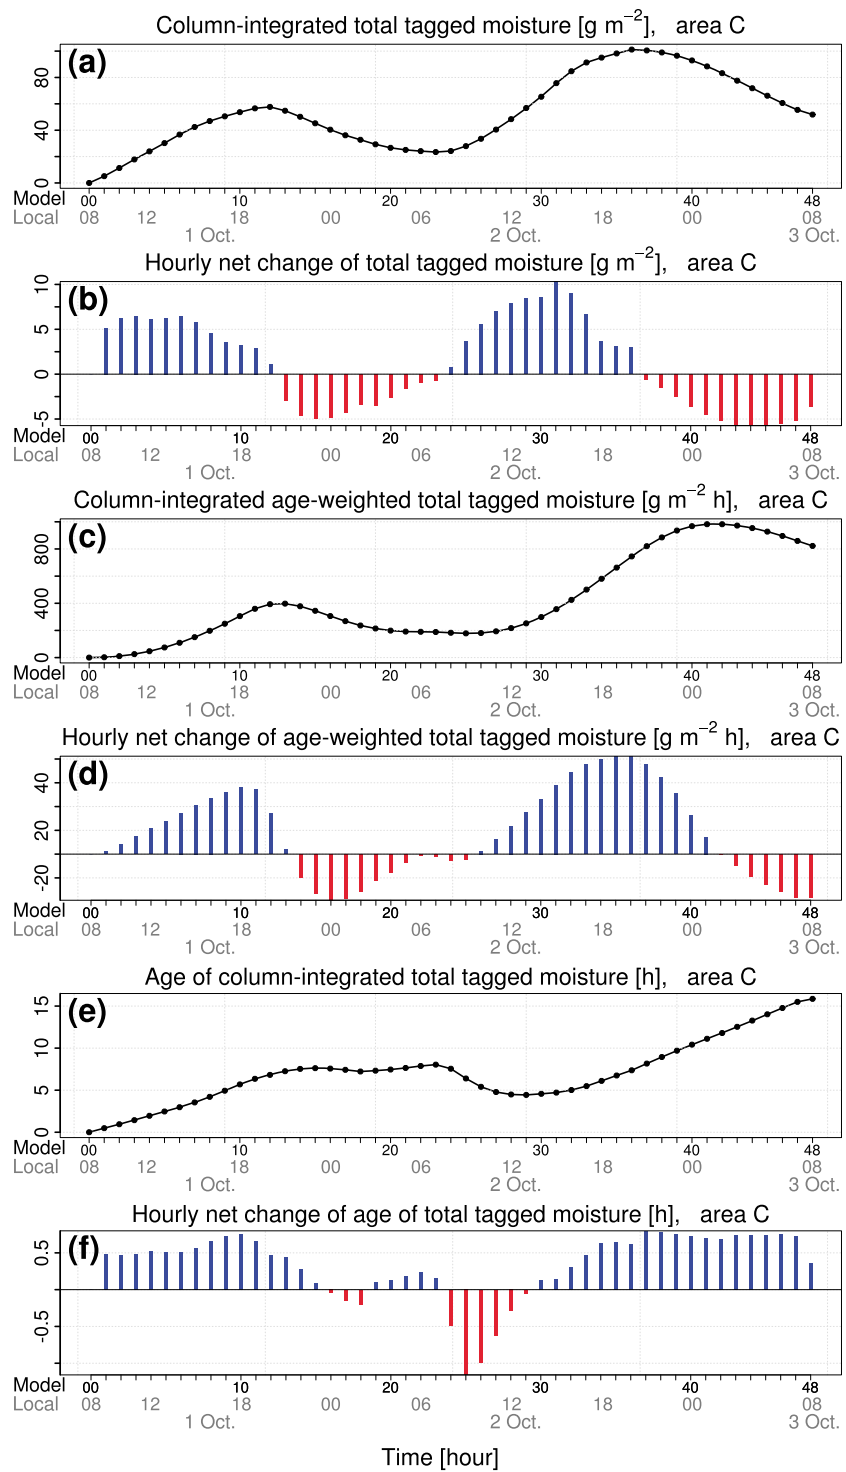 Column-integrated total tagged moisture [g m−2], area C
(a)
80
40
0
Model 00 10 20 30 40 48
Local 08 12 18 00 06 12 18 00 08
1 Oct. 2 Oct. 3 Oct.
Hourly net change of total tagged moisture [g m−2], area C
(b)
10
5
0
-5
Model 00 10 20 30 40 48
Local 08 12 18 00 06 12 18 00 08
1 Oct. 2 Oct. 3 Oct.
Column-integrated age-weighted total tagged moisture [g m−2 h], area C
(c)
800
400
0
Model 00 10 20 30 40 48
Local 08 12 18 00 06 12 18 00 08
1 Oct. 2 Oct. 3 Oct.
Hourly net change of age-weighted total tagged moisture [g m−2 h], area C
(d)
40
20
-20
Model 00 10 20 30 40 48
Local 08 12 18 00 06 12 18 00 08
1 Oct. 2 Oct. 3 Oct.
Age of column-integrated total tagged moisture [h], area C
(e)
15
10
5
0
Model 00 10 20 30 40 48
Local 08 12 18 00 06 12 18 00 08
1 Oct. 2 Oct. 3 Oct.
Hourly net change of age of total tagged moisture [h], area C
(f)
0.5
-0.5
Model 00 10 20 30 40 48
Local 08 12 18 00 06 12 18 00 08
1 Oct. 2 Oct. 3 Oct.
Time [hour]